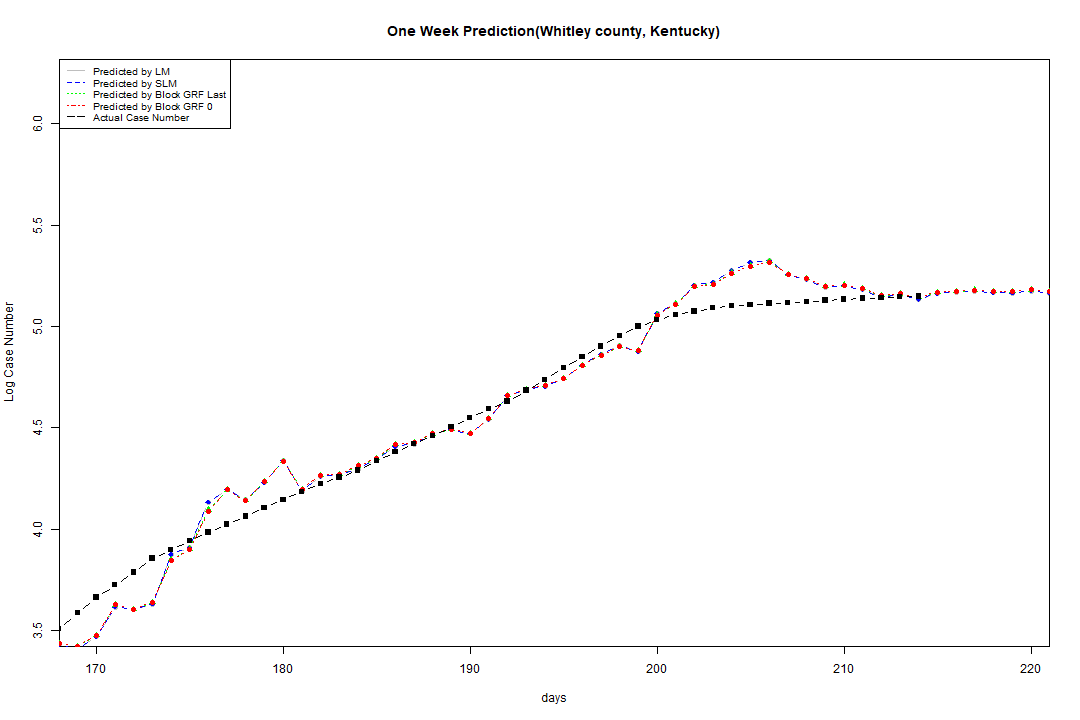 One Week Prediction(Whitley county, Kentucky)
Predicted by LM
Predicted by SLM
Predicted by Block GRF Last
Predicted by Block GRF 0
Actual Case Number
6.0
5.5
5.0
4.5
4.0
3.5
Log Case Number
170 180 190 200 210 220
days